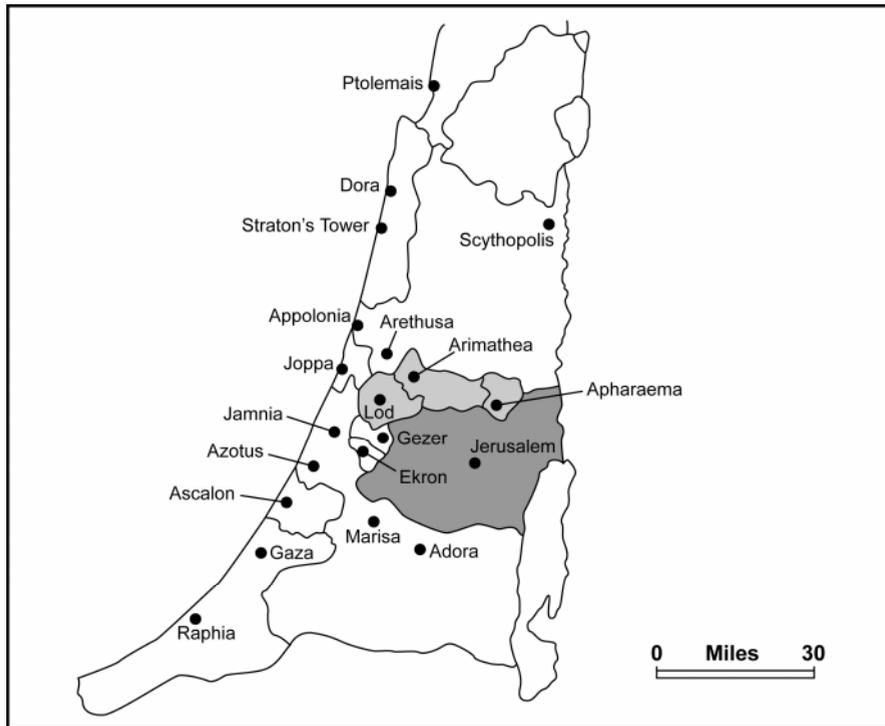 Ptolemais
Dora
Straton's Tower
Scythopolis
Appolonia
Arethusa
Arimathea
Joppa
Apharaema
Lod
Jamnia
Gezer
Jerusalem
Azotus
Ekron
Ascalon
Marisa
Adora
Gaza
Raphia
0 Miles 30